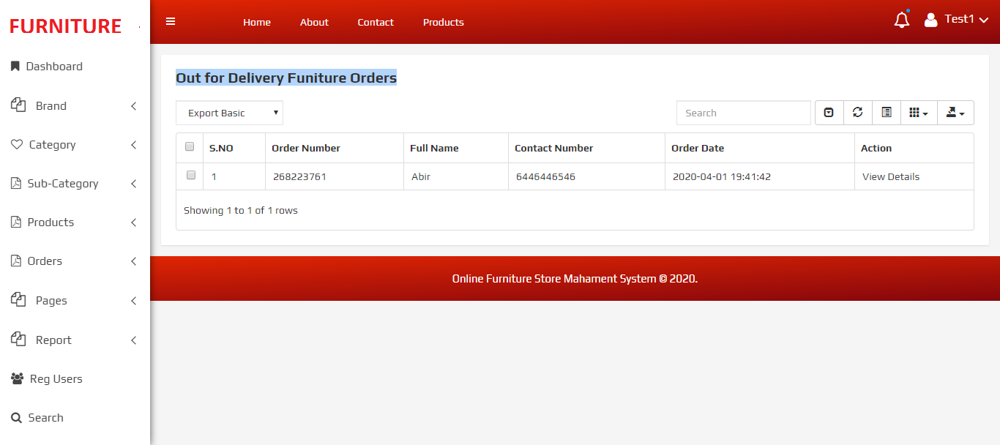 FURNITURE
Home About Contact Products
Test1
Dashboard
Brand
Category
Sub-Category
Products
Orders
Pages
Report
Reg Users
Search
Out for Delivery Funiture Orders
Export Basic
Search
S.NO Order Number Full Name Contact Number Order Date Action
1 268223761 Abir 6446446546 2020-04-01 19:41:42 View Details
Showing 1 to 1 of 1 rows
Online Furniture Store Mahament System © 2020.